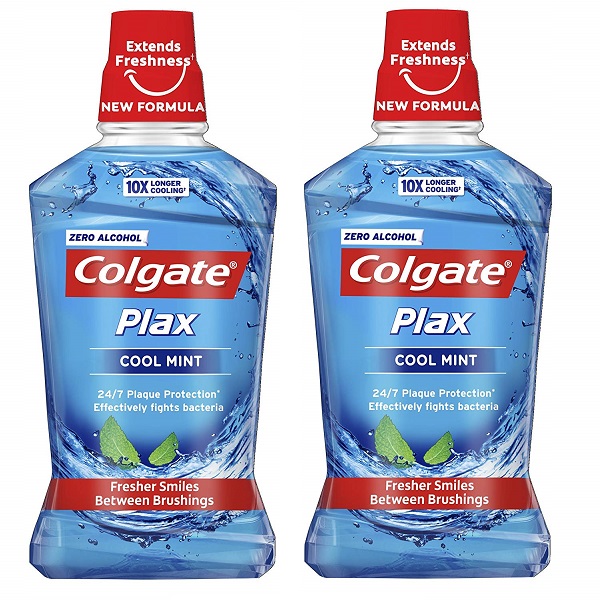 Extends
Freshness†
NEW FORMULA
10X LONGER
COOLING†
ZERO ALCOHOL
Colgate®
Plax
COOL MINT
24/7 Plaque Protection*
Effectively fights bacteria
Fresher Smiles
Between Brushings
Extends
Freshness†
NEW FORMULA
10X LONGER
COOLING†
ZERO ALCOHOL
Colgate®
Plax
COOL MINT
24/7 Plaque Protection*
Effectively fights bacteria
Fresher Smiles
Between Brushings